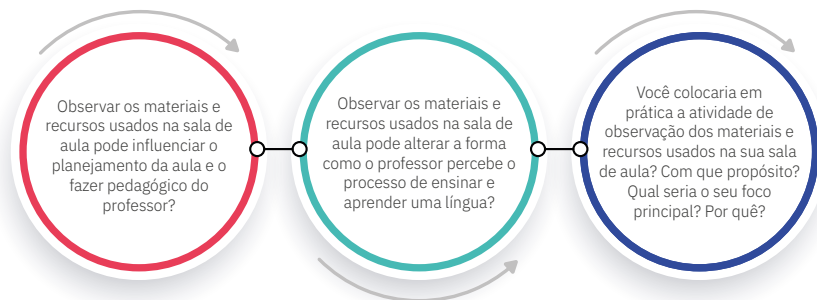 Observar os materiais e
recursos usados na sala de
aula pode influenciar o
planejamento da aula e o
fazer pedagógico do
professor?
Observar os materiais e
recursos usados na sala de
aula pode alterar a forma
como o professor percebe o
processo de ensinar e
aprender uma língua?
Você colocaria em
prática a atividade de
observação dos materiais e
recursos usados na sua sala
de aula? Com que propósito?
Qual seria o seu foco
principal? Por quê?